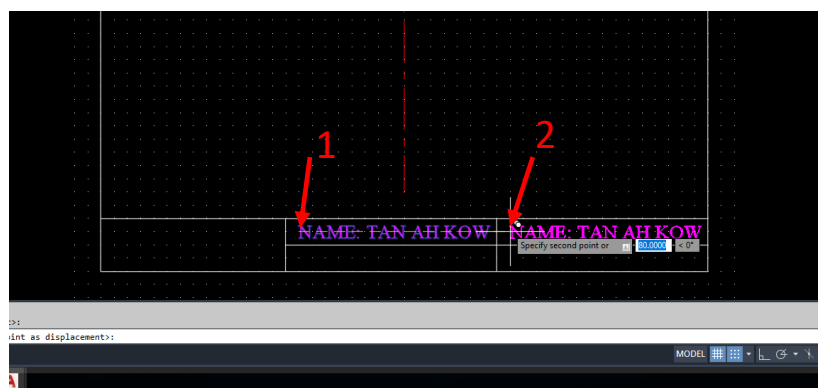 1
2
NAME: TAN AH KOW NAME: TAN AH KOW
Specify second point or 80.0000 < 0°
>:
int as displacement>:
MODEL
A